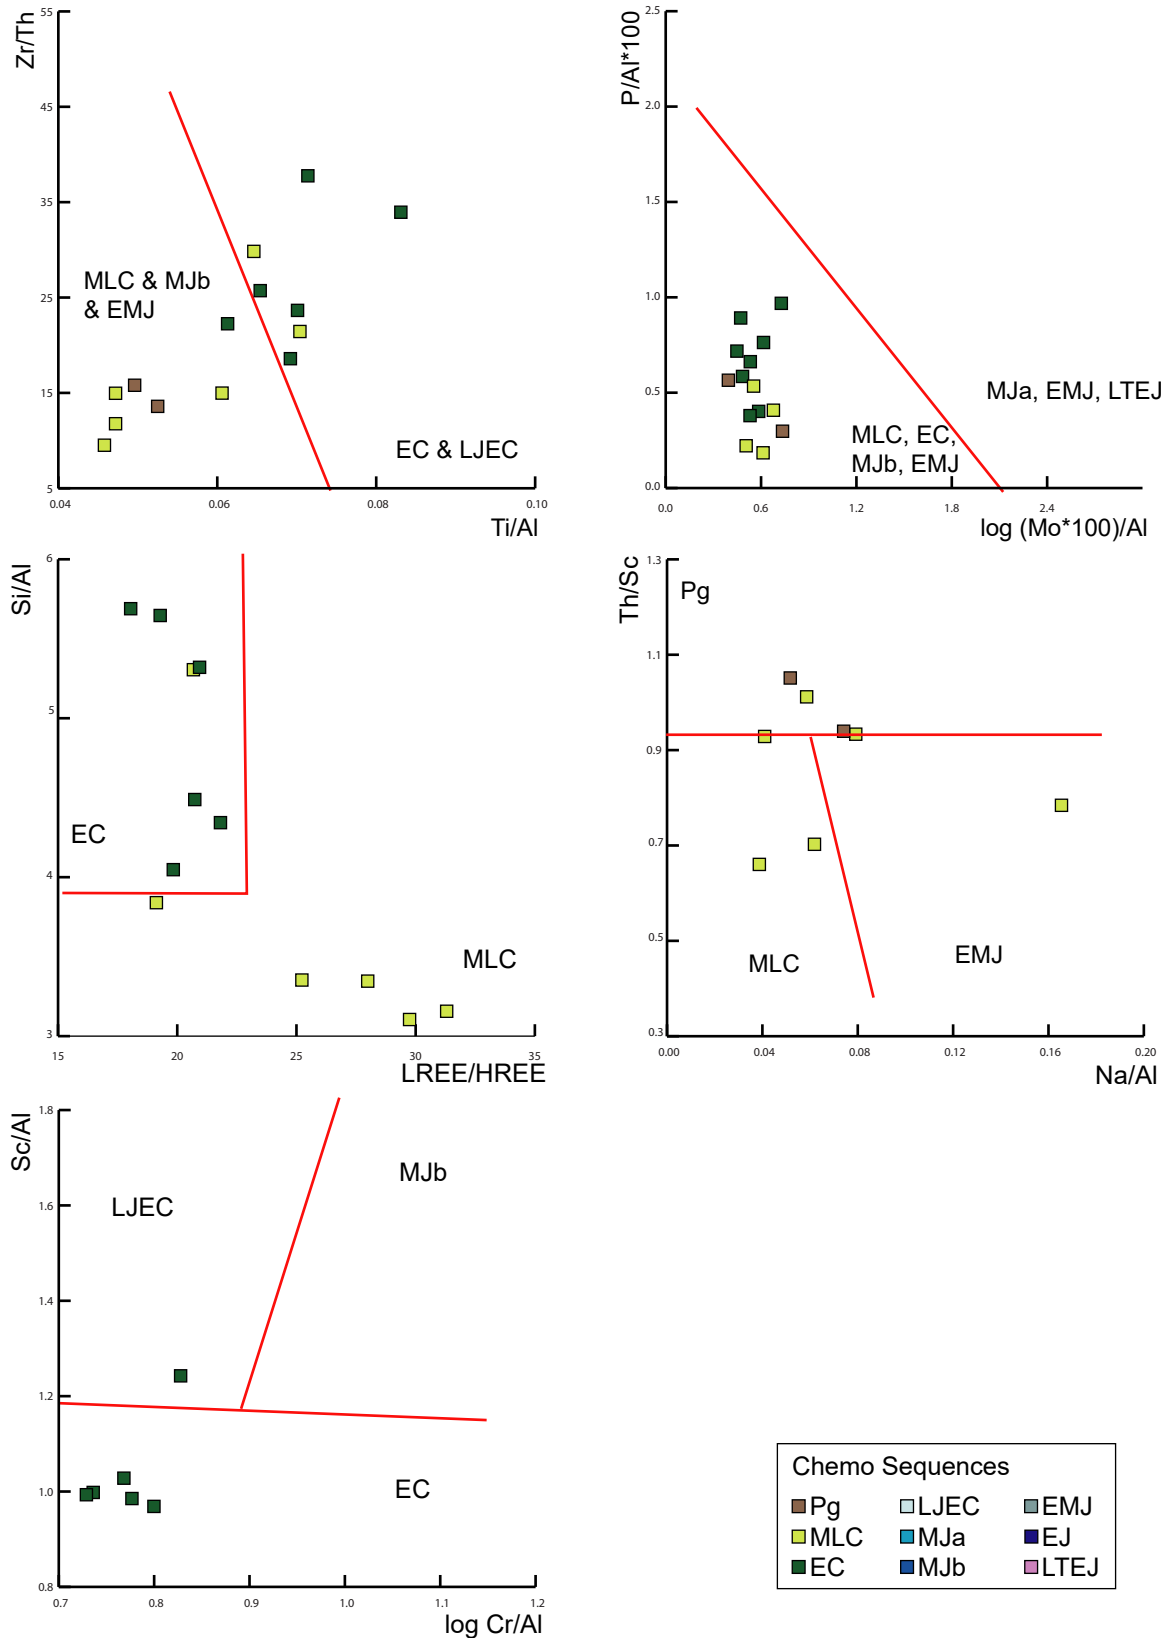 Zr/Th
55
45
35
25
15
5
MLC & MJb
& EMJ
EC & LJEC
0.04
0.06
0.08
0.10
Ti/Al
P/Al*100
2.5
2.0
1.5
1.0
0.5
0.0
MJa, EMJ, LTEJ
MLC, EC,
MJb, EMJ
0.0
0.6
1.2
1.8
2.4
log (Mo*100)/Al
Si/Al
6
5
4
3
EC
MLC
15
20
25
30
35
LREE/HREE
Th/Sc
1.3
1.1
0.9
0.7
0.5
0.3
Pg
MLC
EMJ
0.00
0.04
0.08
0.12
0.16
0.20
Na/Al
Sc/Al
1.8
1.6
1.4
1.2
1.0
0.8
LJEC
MJb
EC
0.7
0.8
0.9
1.0
1.1
1.2
log Cr/Al
Chemo Sequences
Pg LJEC EMJ
MLC MJa EJ
EC MJb LTEJ